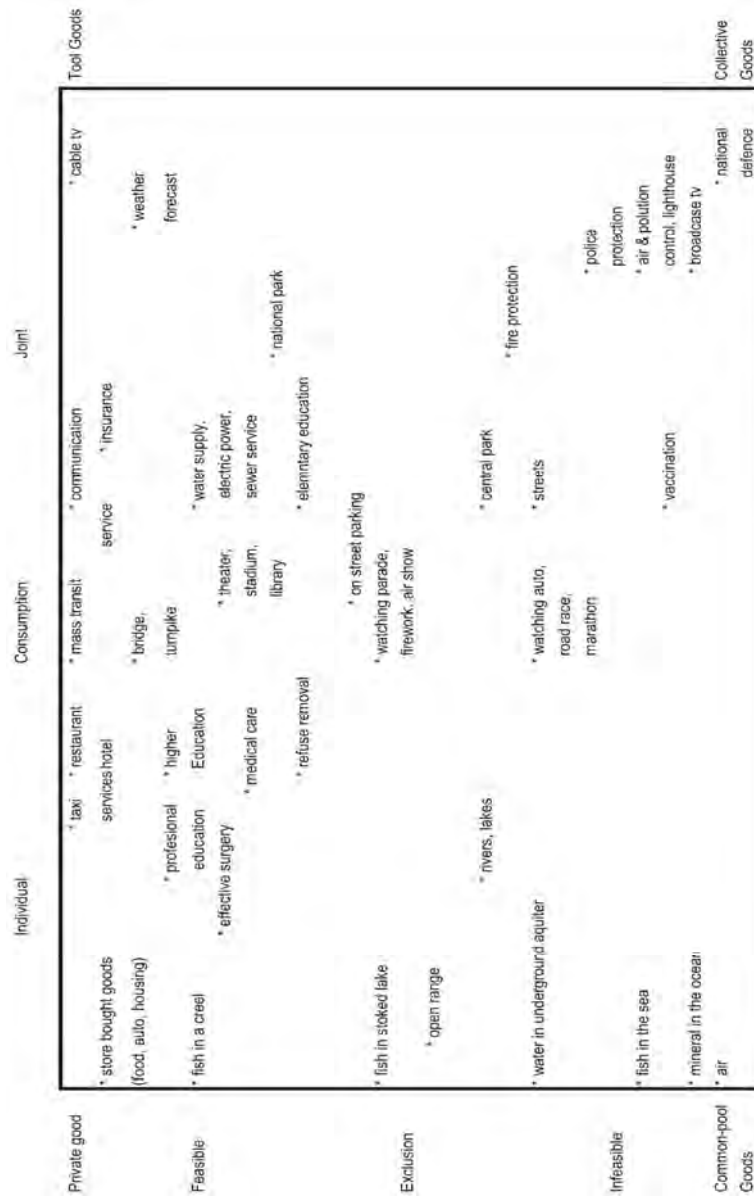 Individual Consumption Joint
Private good Tool Goods
* taxi * restaurant * mass transit * communication * cable tv
* store bought goods services hotel service * insurance
(food, auto, housing) * bridge, * weather
* profesional * higher turnpike forecast
* fish in a creel education Education * water supply,
Feasible
* effective surgery * theater, electric power,
* medical care stadium, sewer service
library * national park
* refuse removal * elemntary education
* on street parking
* fish in stoked lake * watching parade,
Exclusion firework, air show
* open range
* rivers, lakes * central park
* fire protection
* water in underground aquiter * watching auto, * streets
road race,
marathon * police
protection
Infeasible
* fish in the sea * air & polution
* vaccination control, lighthouse
* mineral in the ocean * broadcase tv
Common-pool * air * national Collective
Goods defence Goods